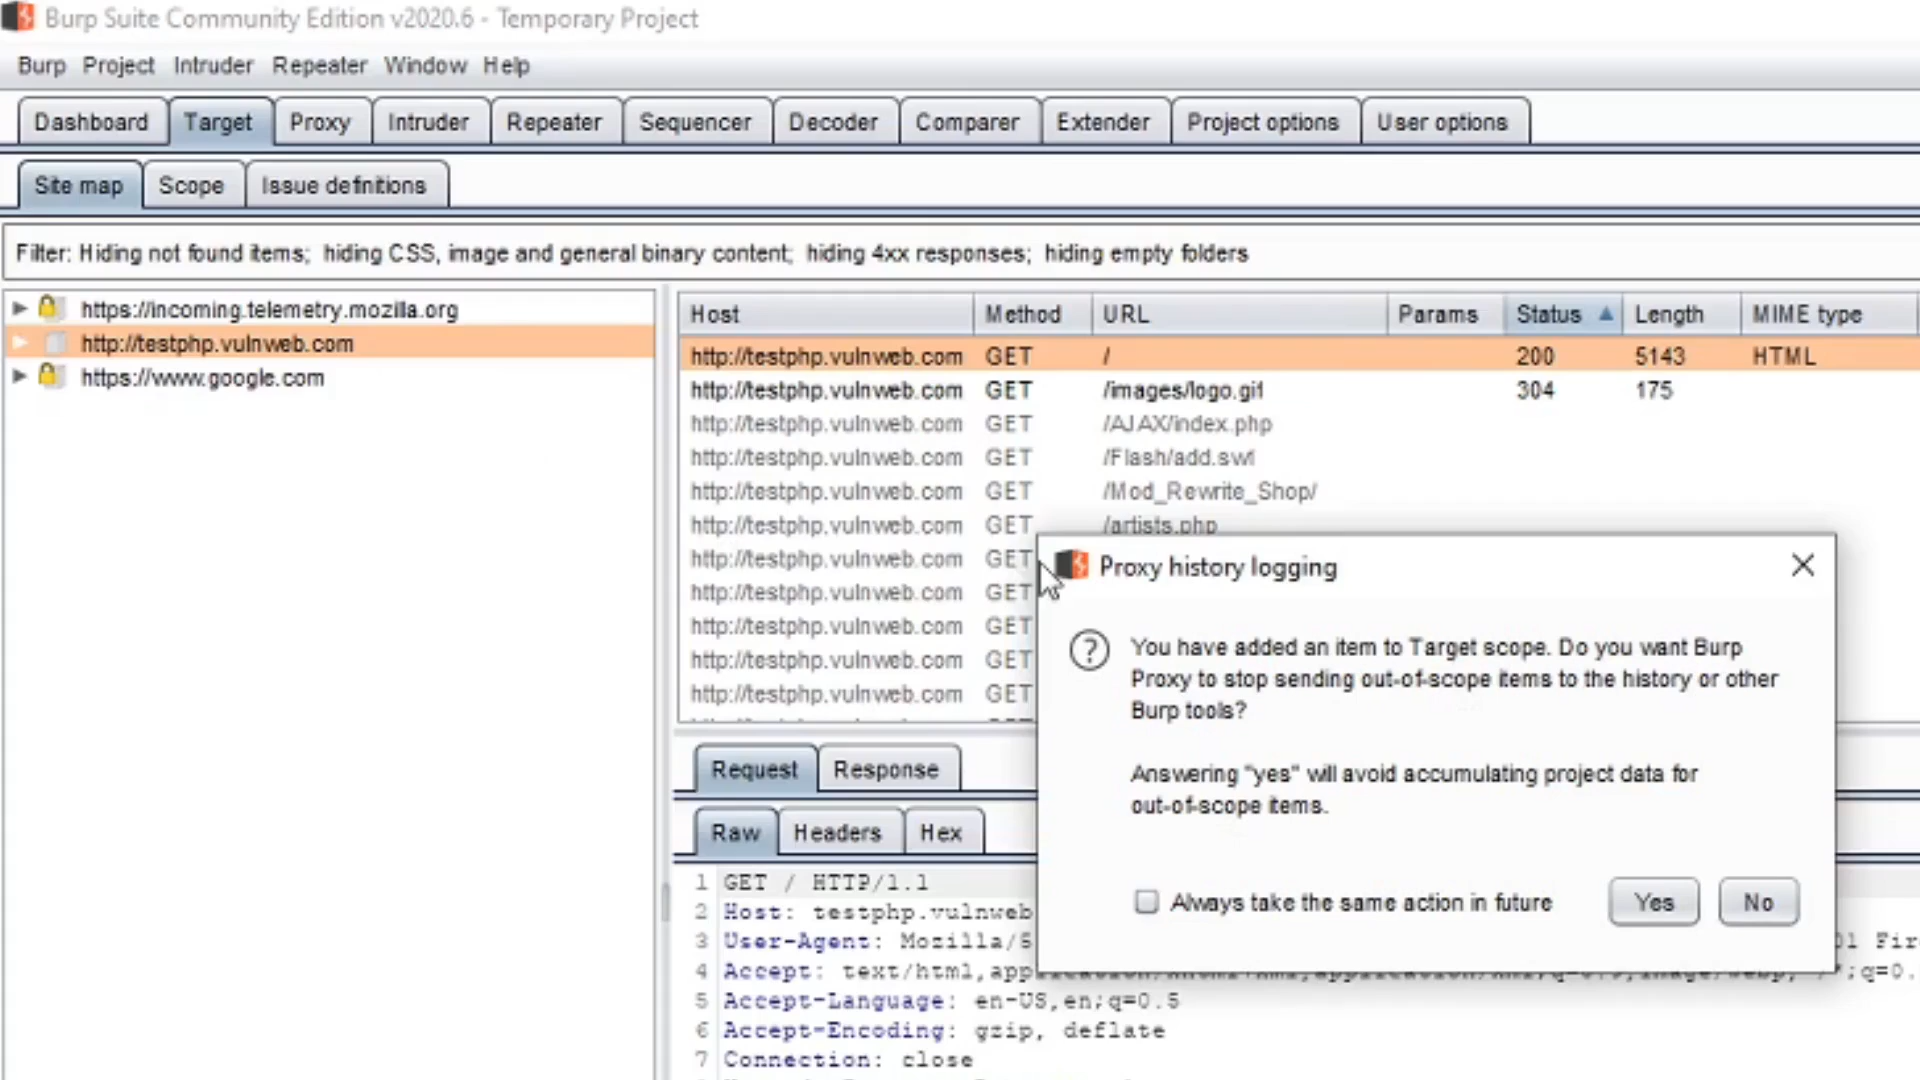 Burp Suite Community Edition v2020.6 - Temporary Project
Burp Project Intruder Repeater Window Help
Dashboard Target Proxy Intruder Repeater Sequencer Decoder Comparer Extender Project options User options
Site map Scope Issue definitions
Filter: Hiding not found items; hiding CSS, image and general binary content; hiding 4xx responses; hiding empty folders
https://incoming.telemetry.mozilla.org
http://testphp.vulnweb.com
https://www.google.com
Host Method URL Params Status Length MIME type
http://testphp.vulnweb.com GET / 200 5143 HTML
http://testphp.vulnweb.com GET /images/logo.gif 304 175
http://testphp.vulnweb.com GET /AJAX/index.php
http://testphp.vulnweb.com GET /Flash/add.swf
http://testphp.vulnweb.com GET /Mod_Rewrite_Shop/
http://testphp.vulnweb.com GET /artists.php
http://testphp.vulnweb.com GET
http://testphp.vulnweb.com GET
http://testphp.vulnweb.com GET
http://testphp.vulnweb.com GET
http://testphp.vulnweb.com GET
Proxy history logging
You have added an item to Target scope. Do you want Burp
Proxy to stop sending out-of-scope items to the history or other
Burp tools?
Answering "yes" will avoid accumulating project data for
out-of-scope items.
Always take the same action in future Yes No
Request Response
Raw Headers Hex
1 GET / HTTP/1.1
2 Host: testphp.vulnweb
3 User-Agent: Mozilla/5
4 Accept: text/html,app
5 Accept-Language: en-US,en;q=0.5
6 Accept-Encoding: gzip, deflate
7 Connection: close